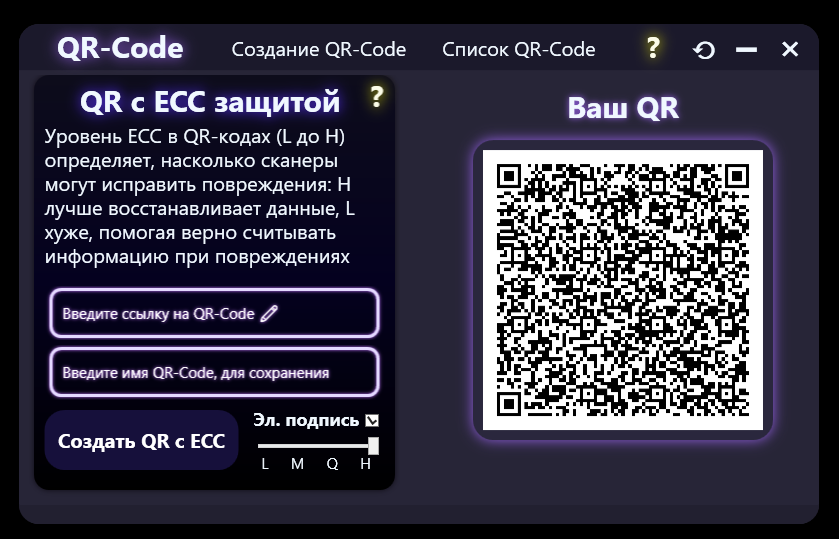 QR-Code
Создание QR-Code
Список QR-Code
?
QR с ECC защитой
?
Уровень ECC в QR-кодах (L до H)
определяет, насколько сканеры
могут исправить повреждения: H
лучше восстанавливает данные, L
хуже, помогая верно считывать
информацию при повреждениях
Введите ссылку на QR-Code
Введите имя QR-Code, для сохранения
Создать QR с ECC
Эл. подпись
L M Q H
Ваш QR